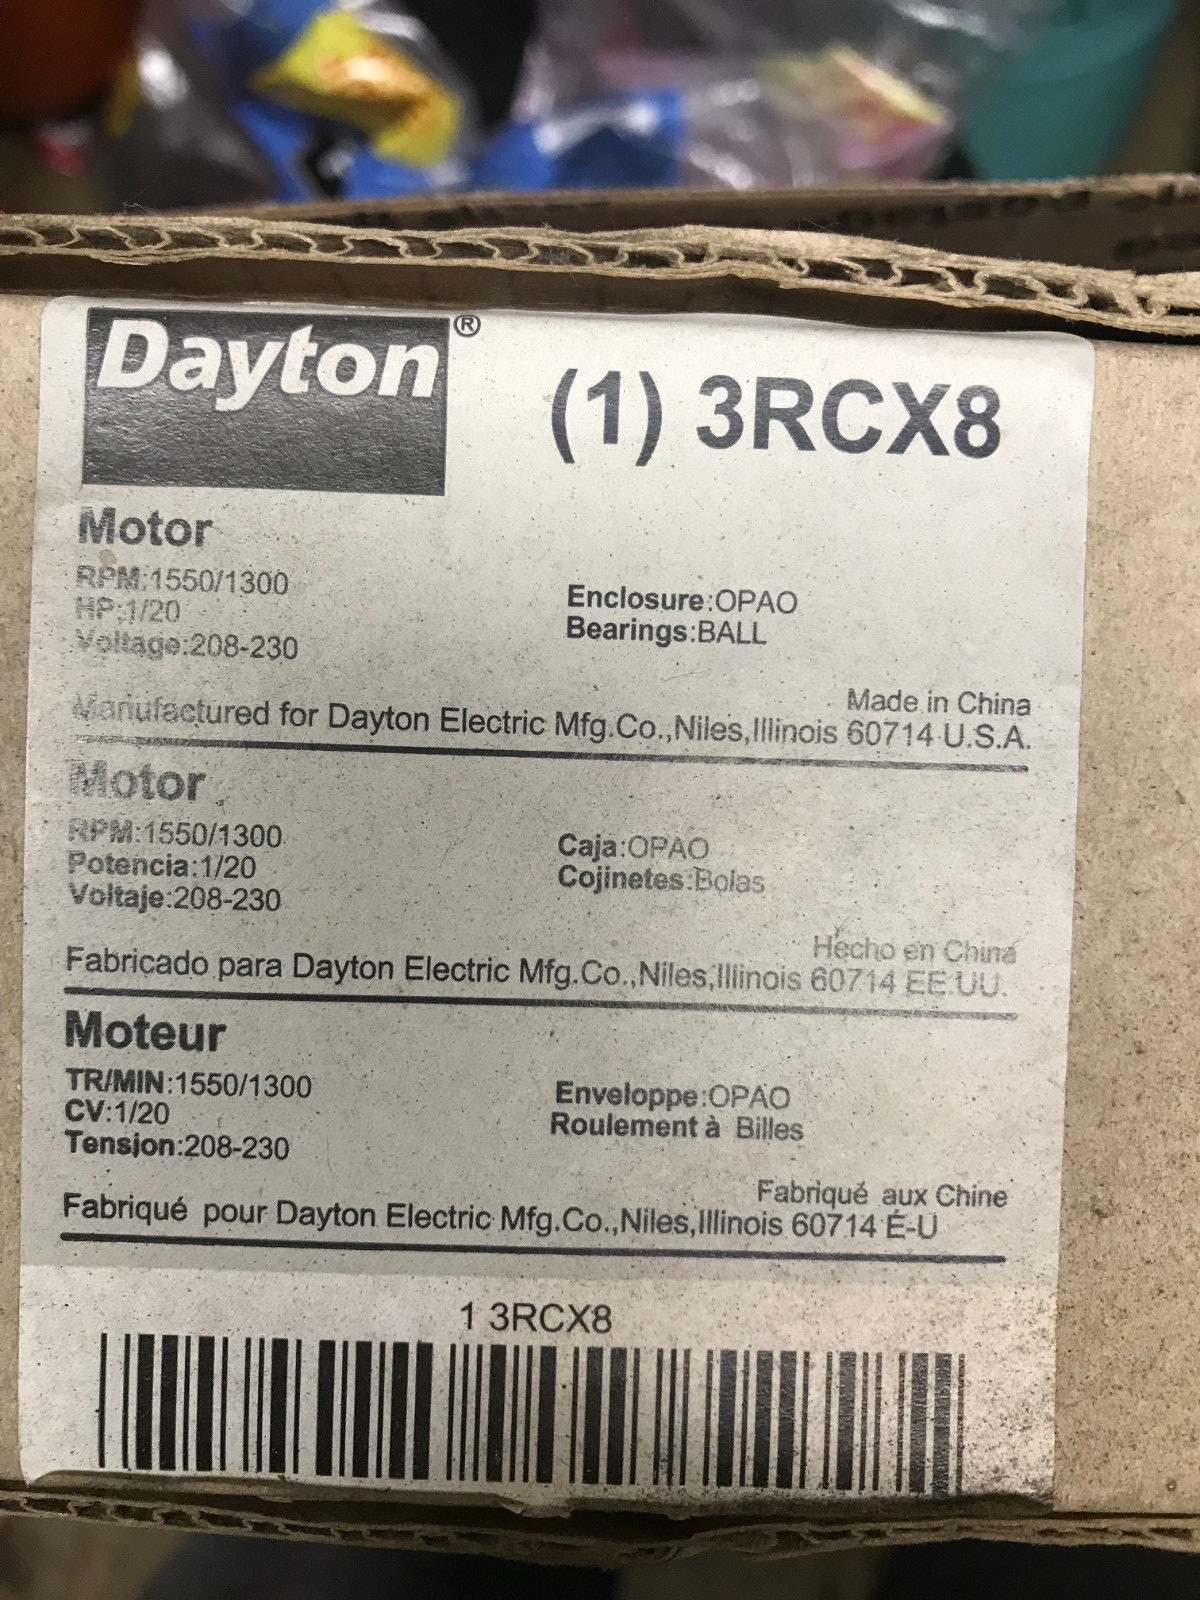 Dayton®
(1) 3RCX8
Motor
RPM:1550/1300
HP:1/20
Voltage:208-230
Enclosure:OPAO
Bearings:BALL
Made in China
Manufactured for Dayton Electric Mfg.Co.,Niles,Illinois 60714 U.S.A.
Motor
RPM:1550/1300
Potencia:1/20
Voltaje:208-230
Caja:OPAO
Cojinetes:Bolas
Hecho en China
Fabricado para Dayton Electric Mfg.Co.,Niles,Illinois 60714 EE.UU.
Moteur
TR/MIN:1550/1300
CV:1/20
Tension:208-230
Enveloppe:OPAO
Roulement à Billes
Fabriqué aux Chine
Fabriqué pour Dayton Electric Mfg.Co.,Niles,Illinois 60714 É-U
1 3RCX8